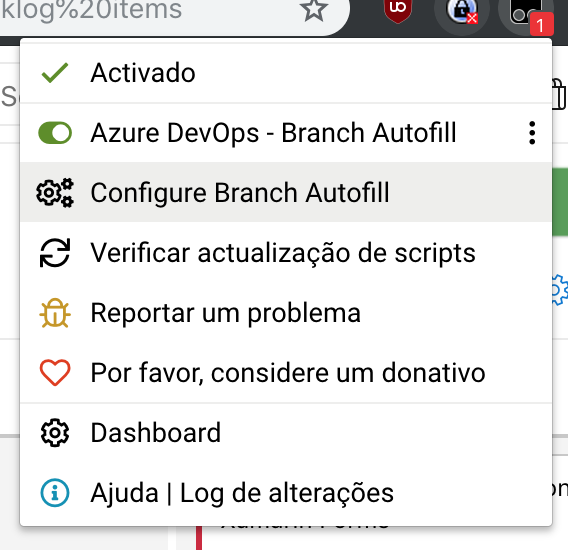 klog%20items
1
Activado
Azure DevOps - Branch Autofill
Configure Branch Autofill
Verificar actualização de scripts
Reportar um problema
Por favor, considere um donativo
Dashboard
Ajuda | Log de alterações